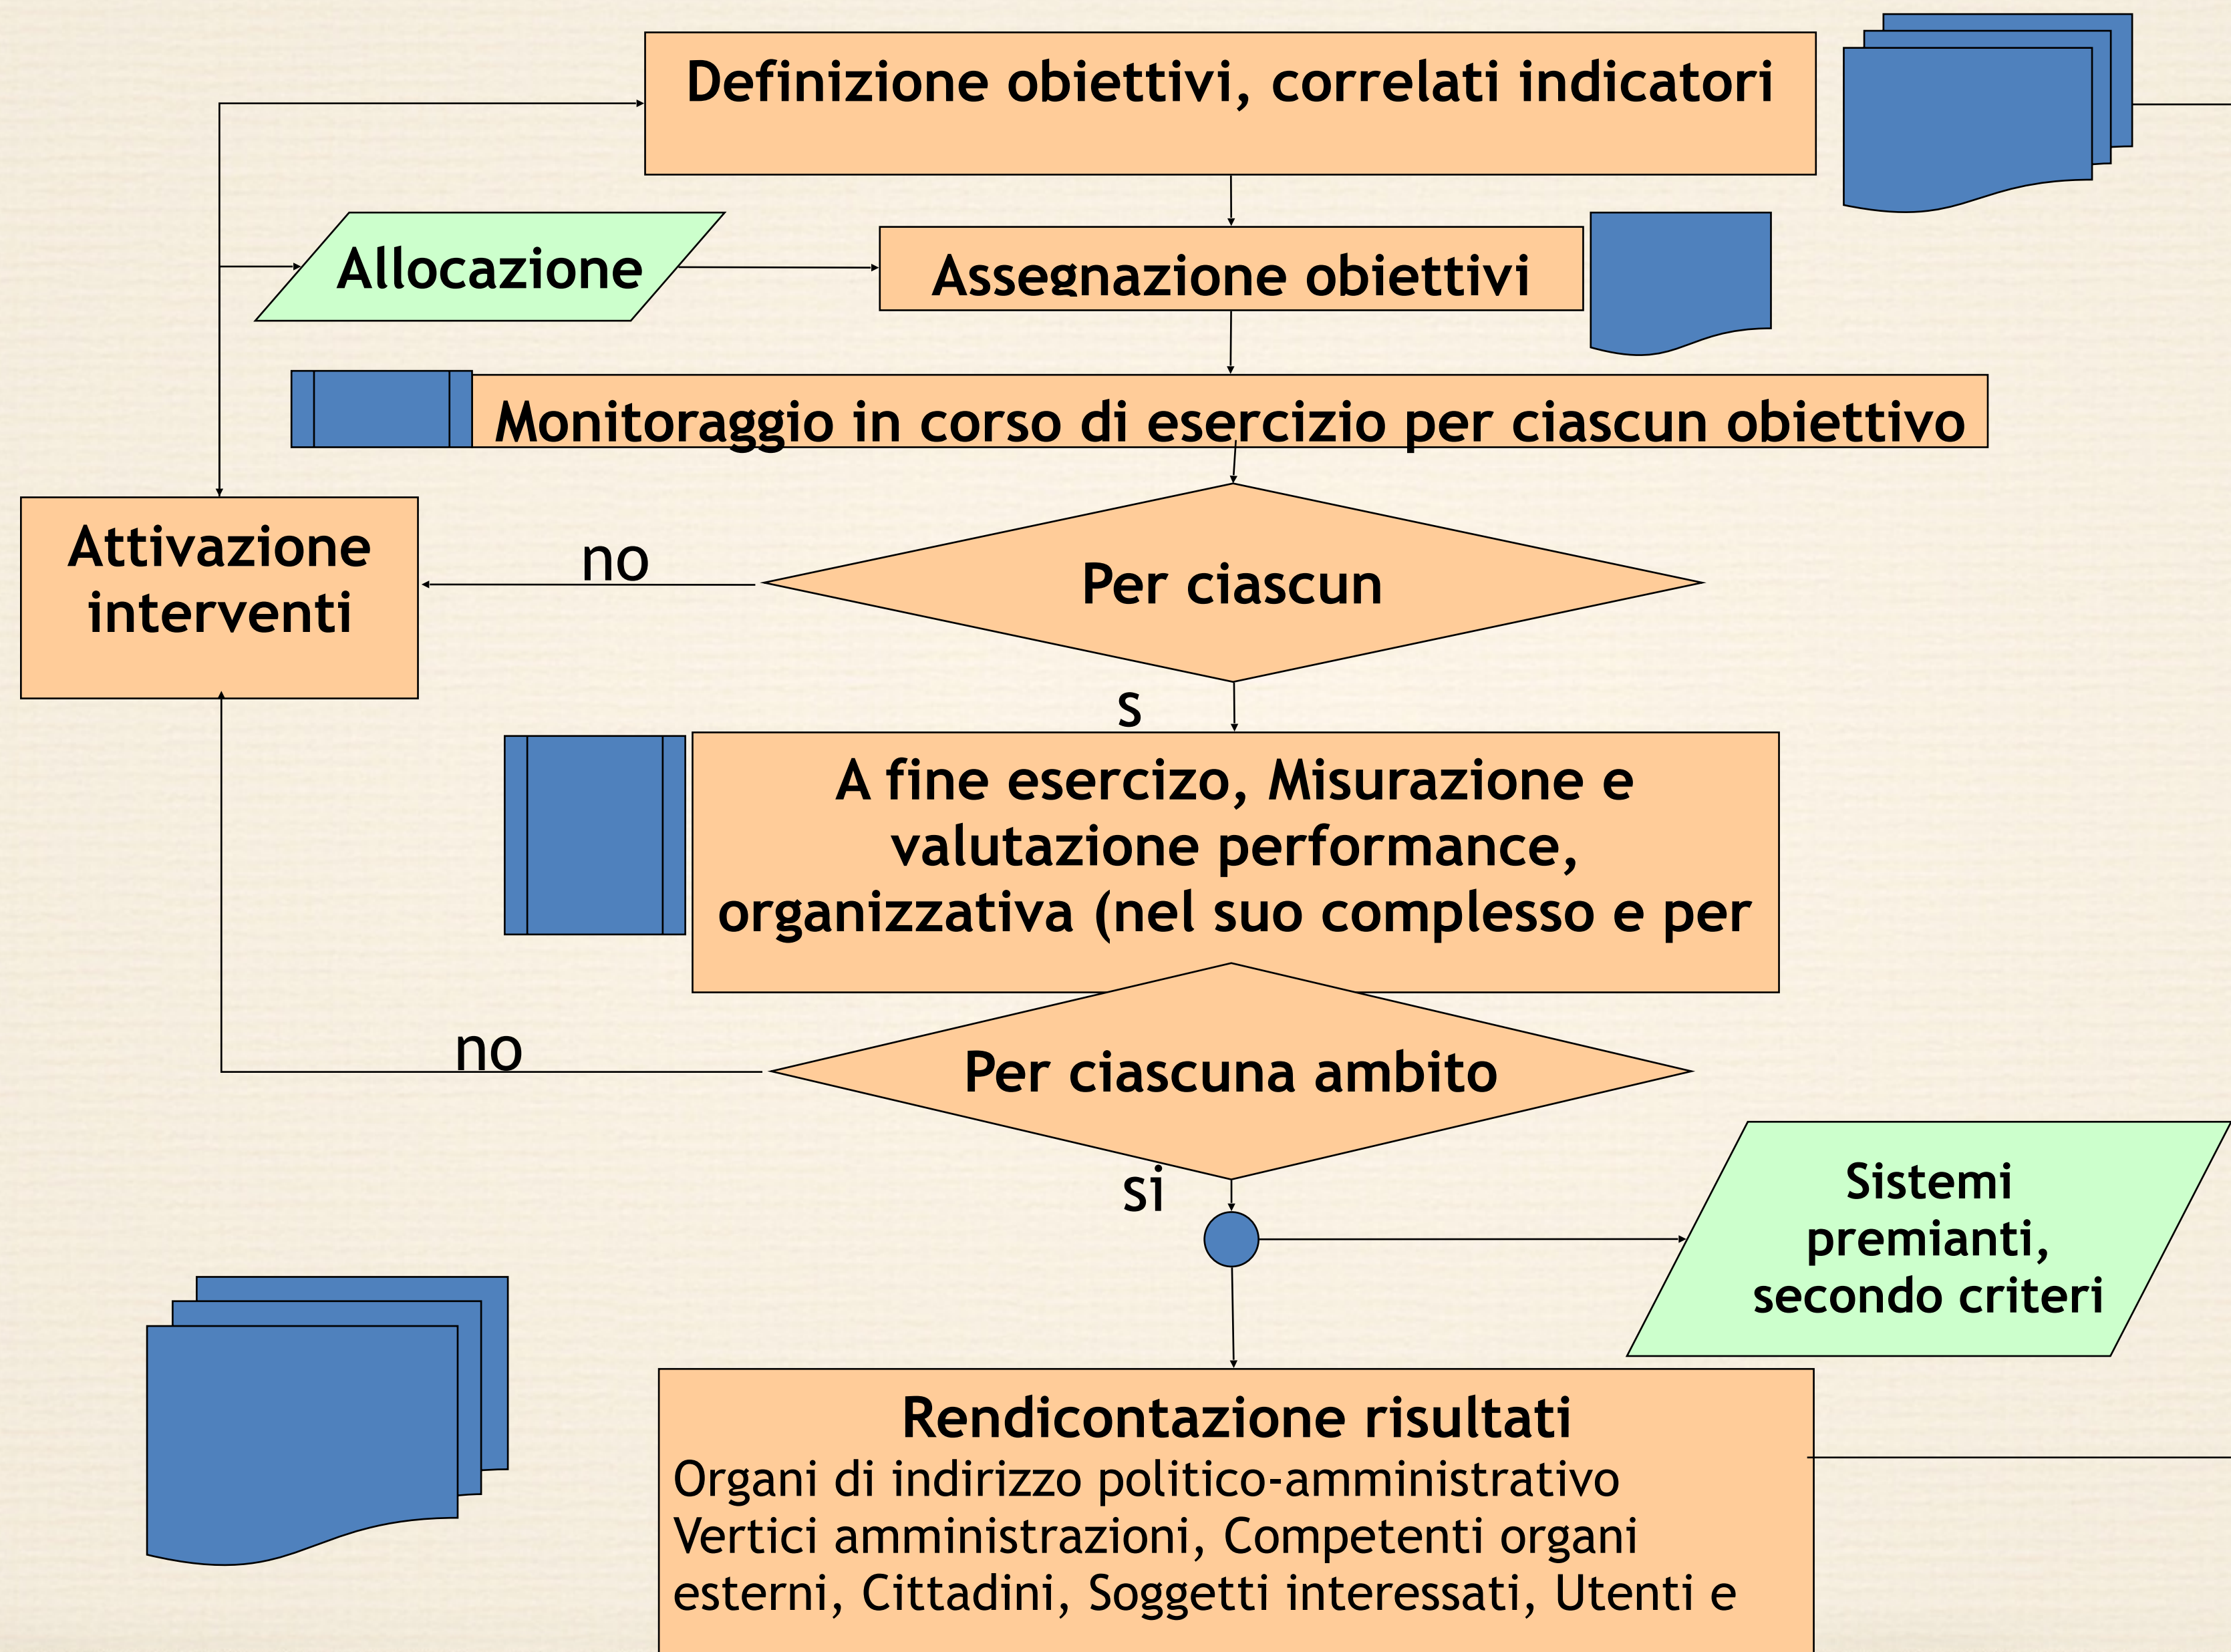 Definizione obiettivi, correlati indicatori
Allocazione
Assegnazione obiettivi
Monitoraggio in corso di esercizio per ciascun obiettivo
Attivazione
interventi
no
Per ciascun
s
A fine esercizo, Misurazione e
valutazione performance,
organizzativa (nel suo complesso e per
no
Per ciascuna ambito
si
Sistemi
premianti,
secondo criteri
Rendicontazione risultati
Organi di indirizzo politico-amministrativo
Vertici amministrazioni, Competenti organi
esterni, Cittadini, Soggetti interessati, Utenti e